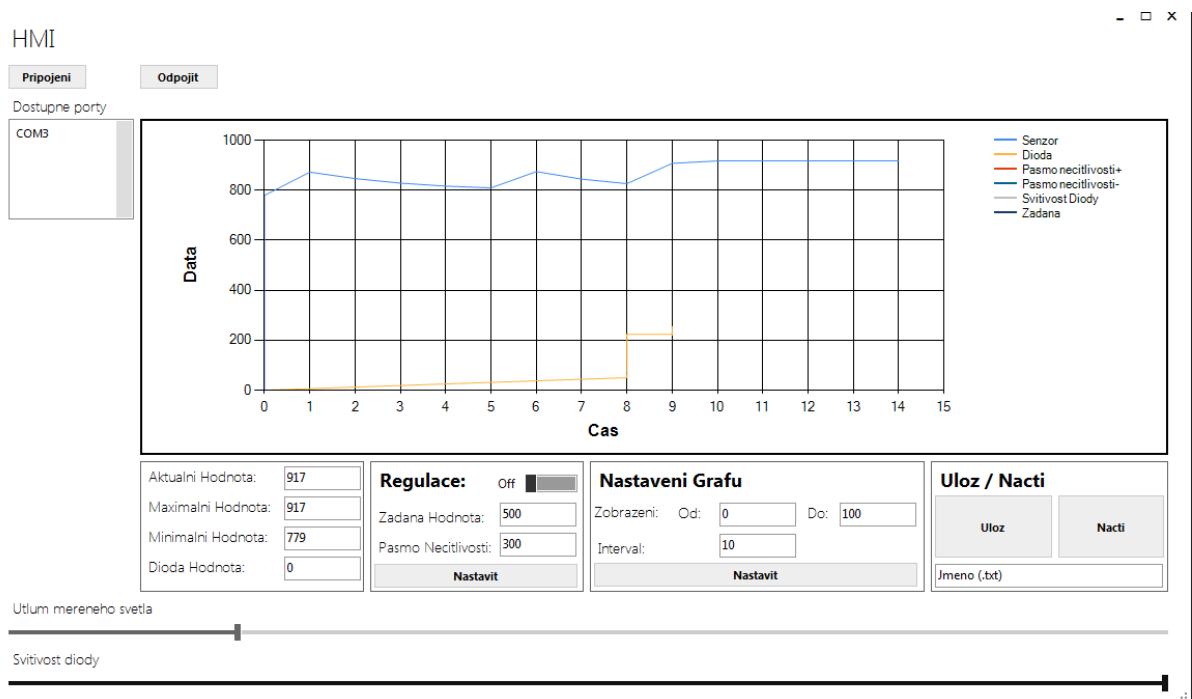 HMI
Pripojeni
Odpojit
Dostupne porty
COM3
1000
800
600
400
200
0
Data
0 1 2 3 4 5 6 7 8 9 10 11 12 13 14 15
Cas
Senzor
Dioda
Pasmo necitlivosti+
Pasmo necitlivosti-
Svitivost Diody
Zadana
Aktualni Hodnota: 917
Maximalni Hodnota: 917
Minimalni Hodnota: 779
Dioda Hodnota: 0
Regulace: Off
Zadana Hodnota: 500
Pasmo Necitlivosti: 300
Nastavit
Nastaveni Grafu
Zobrazeni: Od: 0 Do: 100
Interval: 10
Nastavit
Uloz / Nacti
Uloz
Nacti
Jmeno (.txt)
Utlum mereneho svetla
Svitivost diody